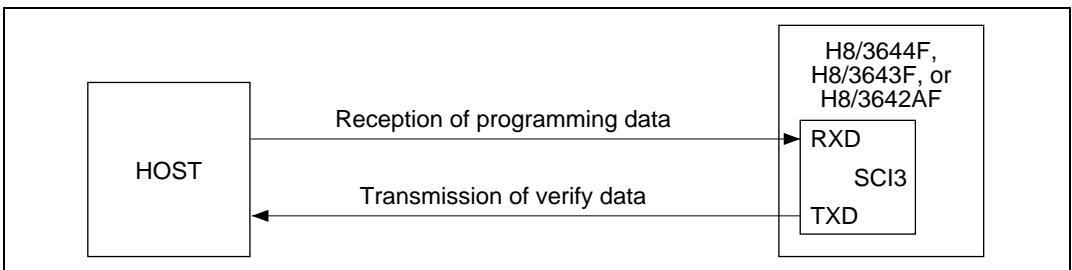 H8/3644F,
H8/3643F, or
H8/3642AF
Reception of programming data
RXD
HOST
SCI3
Transmission of verify data
TXD